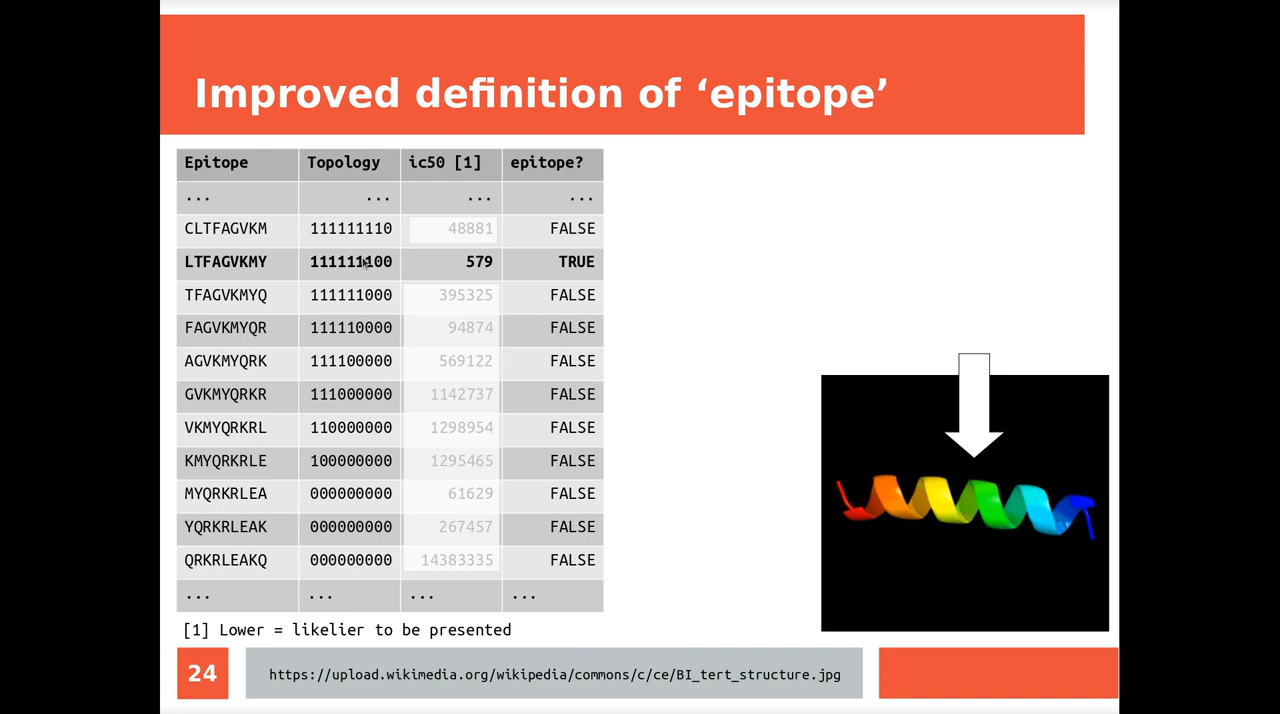 Improved definition of ‘epitope’
Epitope Topology ic50 [1] epitope?
... ... ... ...
CLTFAGVKM 111111110 48881 FALSE
LTFAGVKMY 111111100 579 TRUE
TFAGVKMYQ 111111000 395325 FALSE
FAGVKMYQR 111110000 94874 FALSE
AGVKMYQRK 111100000 569122 FALSE
GVKMYQRKR 111000000 1142737 FALSE
VKMYQRKRL 110000000 1298954 FALSE
KMYQRKRLE 100000000 1295465 FALSE
MYQRKRLEA 000000000 61629 FALSE
YQRKRLEAK 000000000 267457 FALSE
QRKRLEAKQ 000000000 14383335 FALSE
... ... ... ...
[1] Lower = likelier to be presented
24 https://upload.wikimedia.org/wikipedia/commons/c/ce/BI_tert_structure.jpg